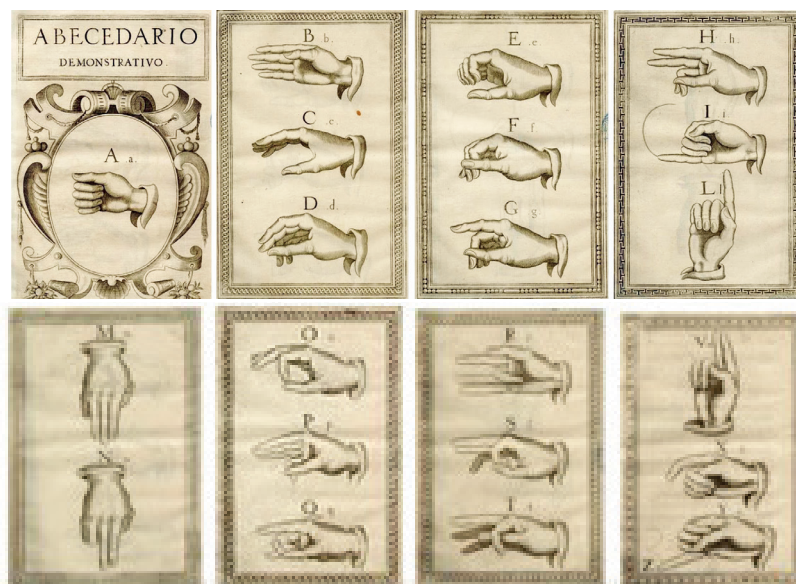 ABECEDARIO
DEMONSTRATIVO.
A a.
B b.
C .c.
D .d.
E .e.
F f
G g
H .h.
I i.
L l
M
N
O
P p
Q
S
V
Y
Z